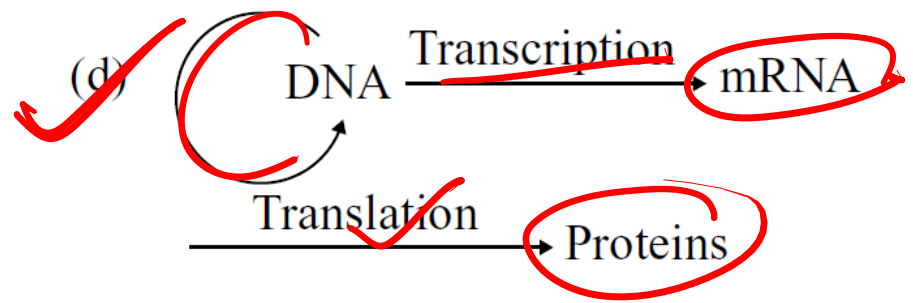 Transcription
(d) DNA mRNA
Translation
Proteins